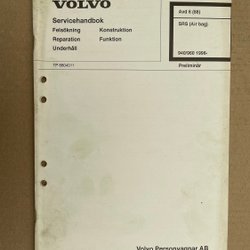 VOLVO
Servicehandbok
Felsökning Konstruktion
Reparation Funktion
Underhåll
Avd 8 (88)
SRS (Air bag)
940/960 1996-
Preliminär
Volvo Personvagnar AB